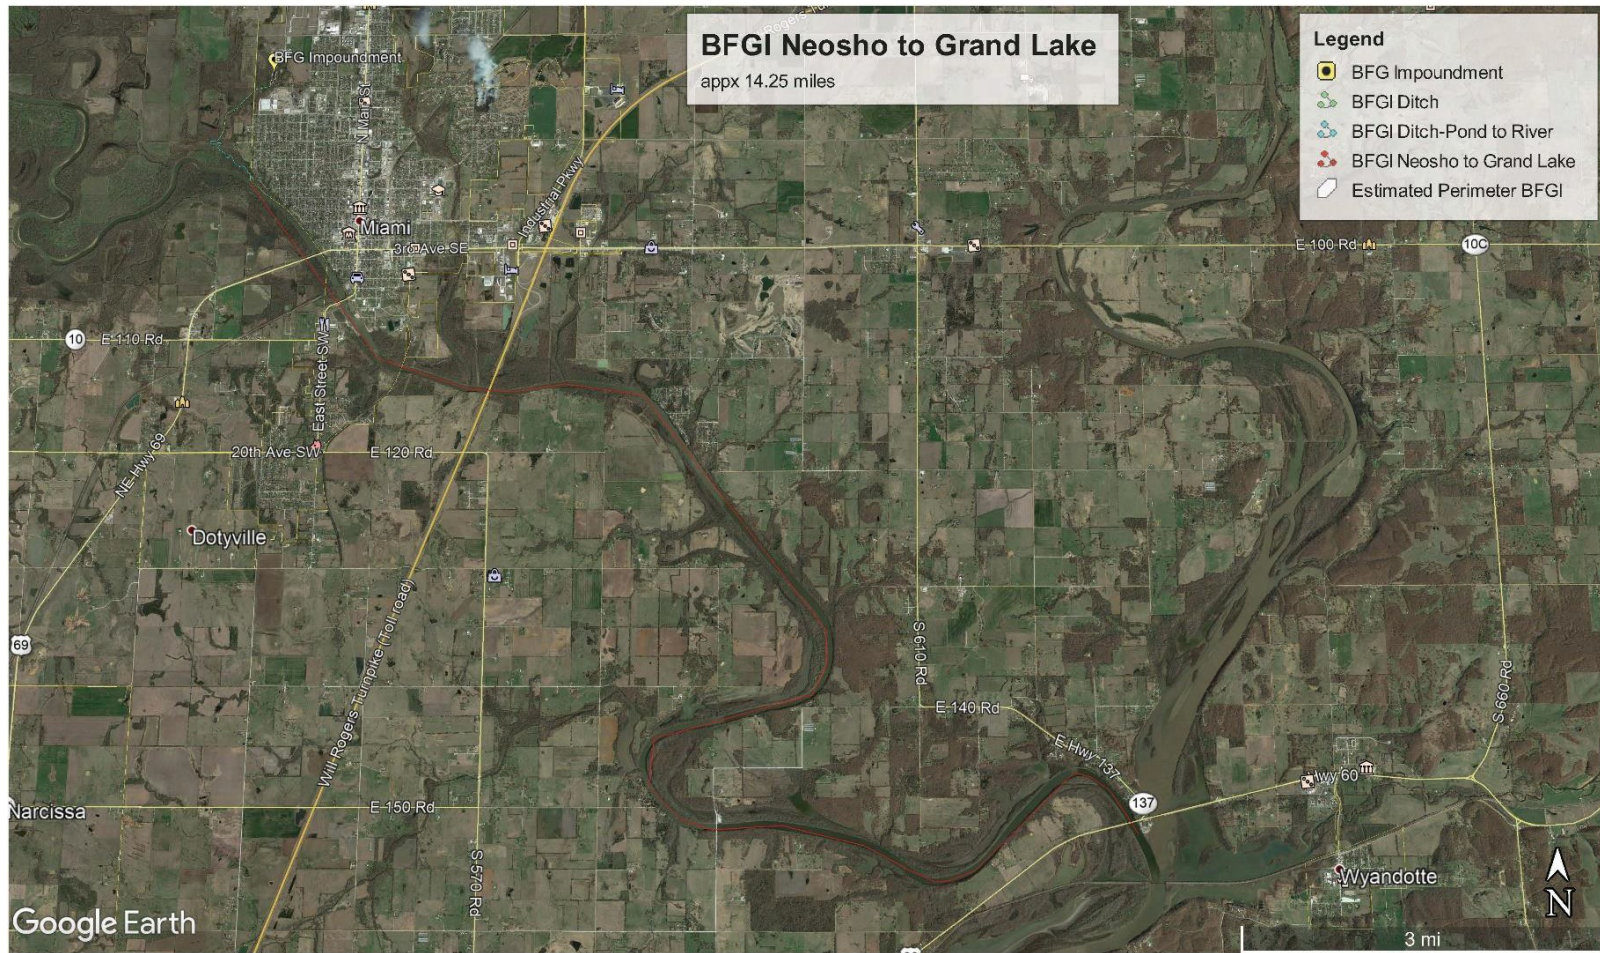 BFGI Neosho to Grand Lake
appx 14.25 miles
Legend
BFG Impoundment
BFGI Ditch
BFGI Ditch-Pond to River
BFGI Neosho to Grand Lake
Estimated Perimeter BFGI
BFG Impoundment
N Main St
Miami
3rd Ave SE
Industrial Pkwy
E 100 Rd
10C
10
E 110 Rd
East Street SW
20th Ave SW
E 120 Rd
NE Hwy 69
Dotyville
69
Will Rogers Turnpike (Toll road)
S 610 Rd
E 140 Rd
E Hwy 137
137
Hwy 60
S 660 Rd
Narcissa
E 150 Rd
S 570 Rd
Wyandotte
N
Google Earth
3 mi